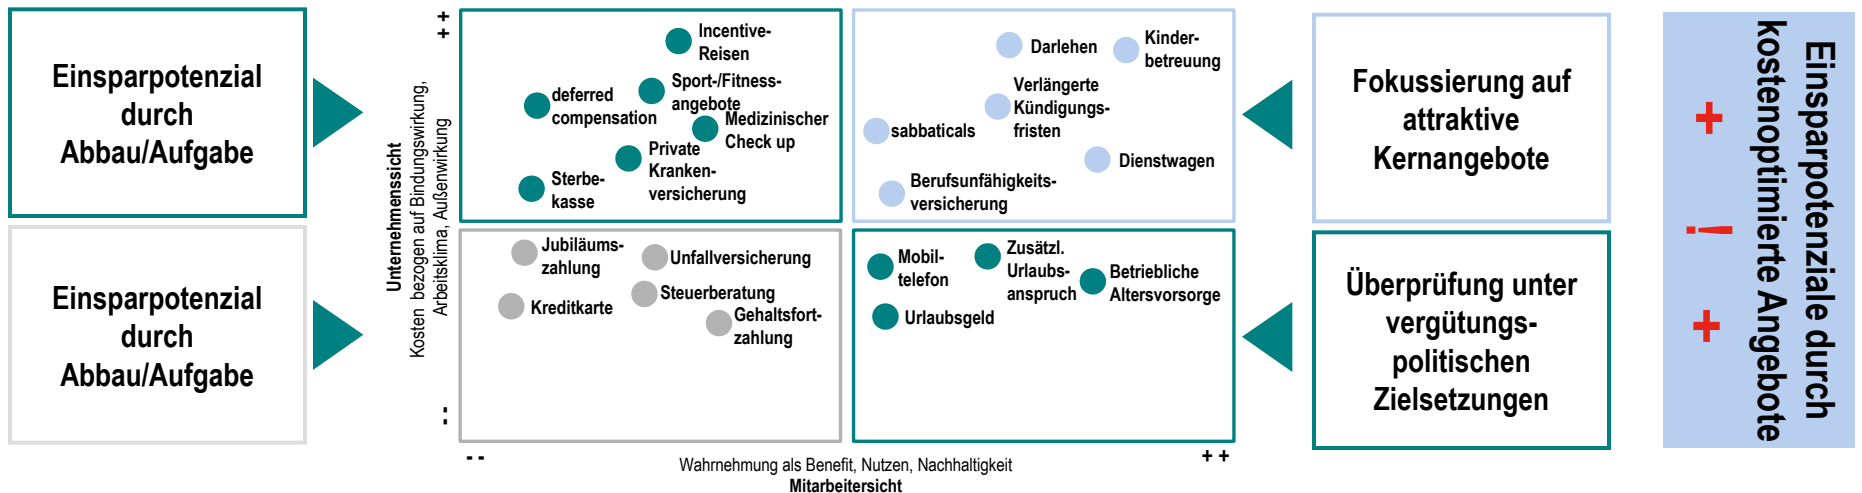 Einsparpotenzial
durch
Abbau/Aufgabe
Einsparpotenzial
durch
Abbau/Aufgabe
Unternehmenssicht
Kosten bezogen auf Bindungswirkung,
Arbeitsklima, Außenwirkung
++
--
Incentive-
Reisen
Sport-/Fitness-
angebote
deferred
compensation
Medizinischer
Check up
Private
Kranken-
versicherung
Sterbe-
kasse
Darlehen
Kinder-
betreuung
Verlängerte
Kündigungs-
fristen
sabbaticals
Dienstwagen
Berufsunfähigkeits-
versicherung
Jubiläums-
zahlung
Unfallversicherung
Steuerberatung
Kreditkarte
Gehaltsfort-
zahlung
Mobil-
telefon
Zusätzl.
Urlaubs-
anspruch
Betriebliche
Altersvorsorge
Urlaubsgeld
--
++
Wahrnehmung als Benefit, Nutzen, Nachhaltigkeit
Mitarbeitersicht
Fokussierung auf
attraktive
Kernangebote
Überprüfung unter
vergütungs-
politischen
Zielsetzungen
Einsparpotenziale durch
kostenoptimierte Angebote
+
!
+